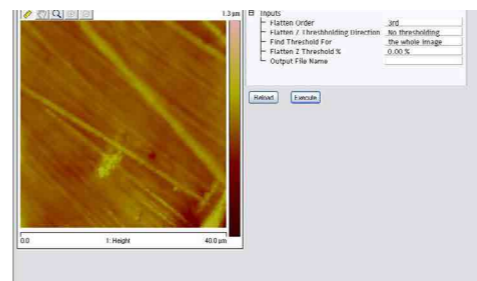 1.3 µm
Inputs
Flatten Order 3rd
Flatten Z Threshholding Direction No thresholding
Find Threshold For the whole image
Flatten Z Threshold % 0.00 %
Output File Name
Reload Execute
0.0 1: Height 40.0 µm